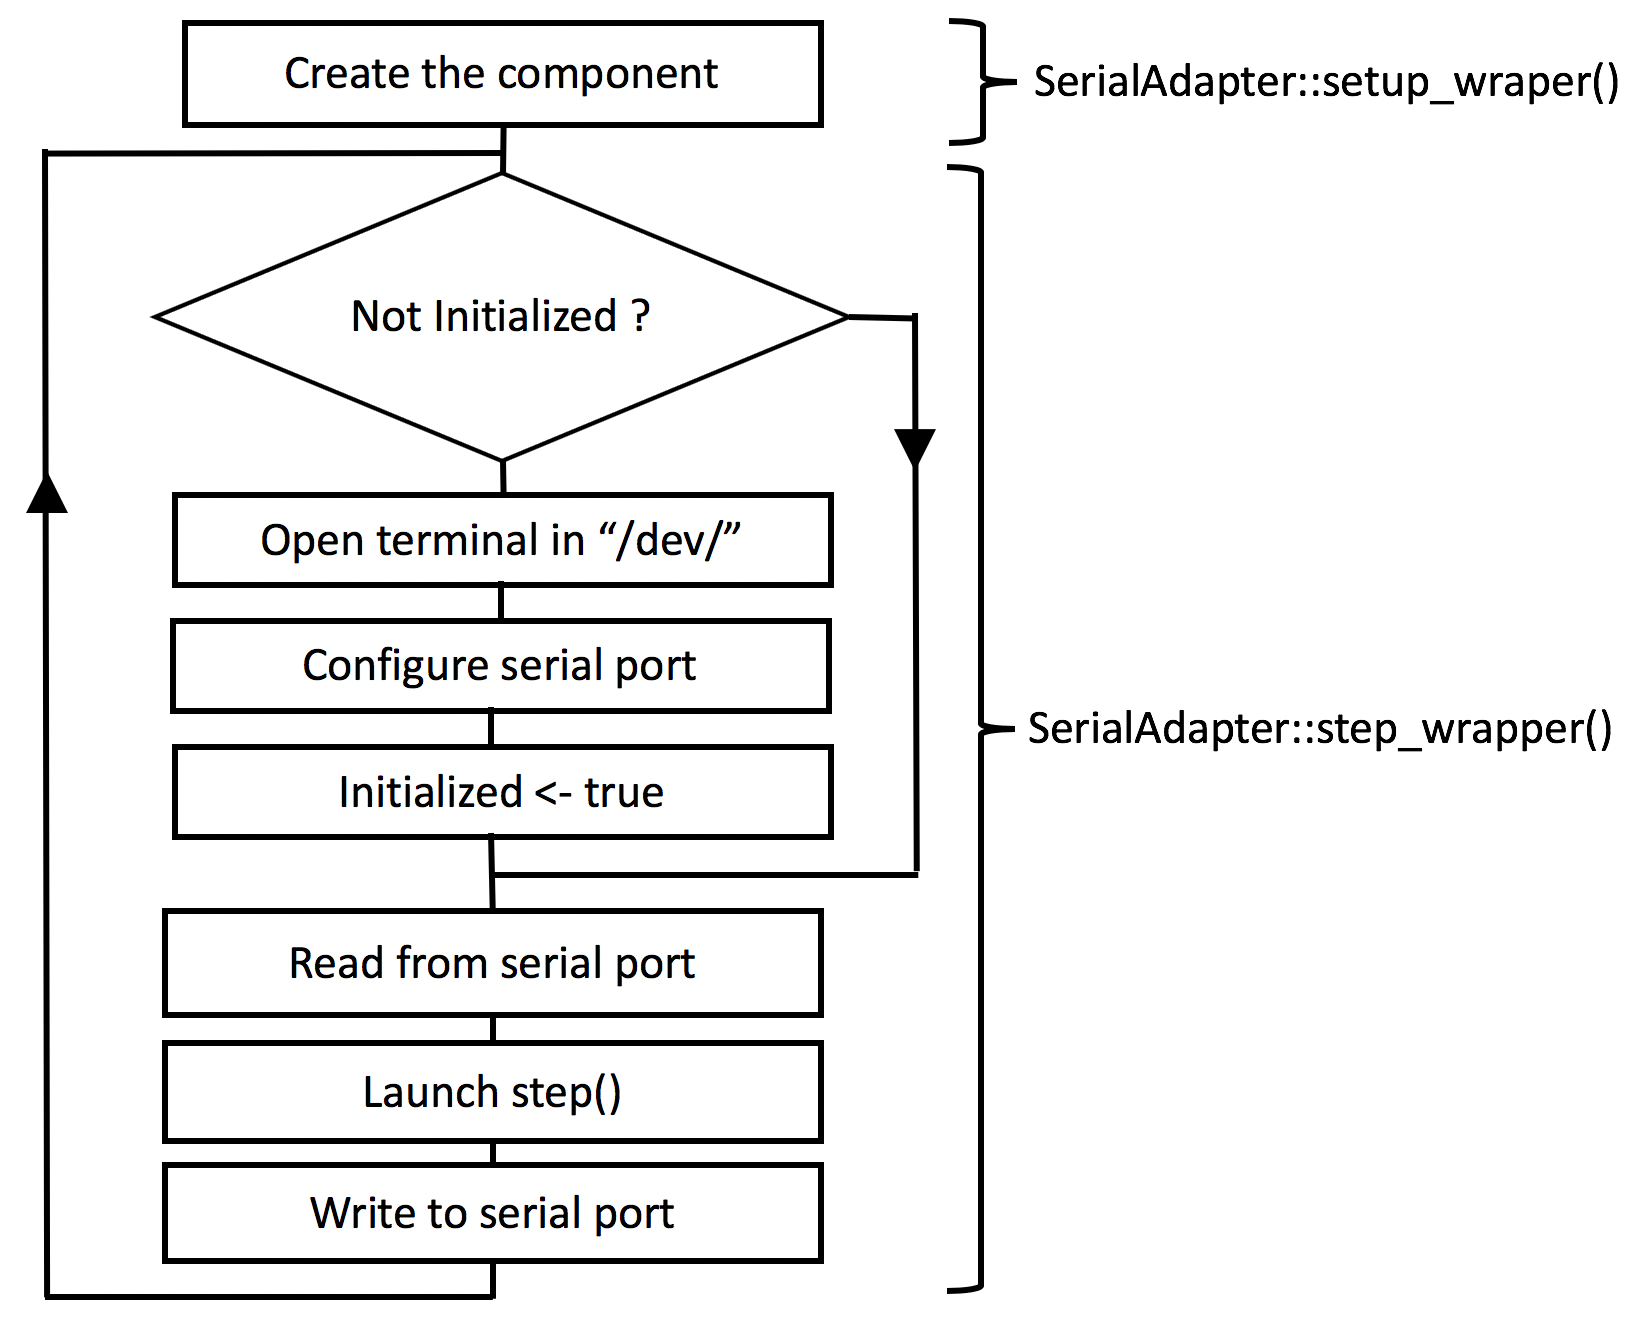 Create the component
SerialAdapter::setup_wraper()
Not Initialized ?
Open terminal in “/dev/”
Configure serial port
SerialAdapter::step_wrapper()
Initialized <- true
Read from serial port
Launch step()
Write to serial port